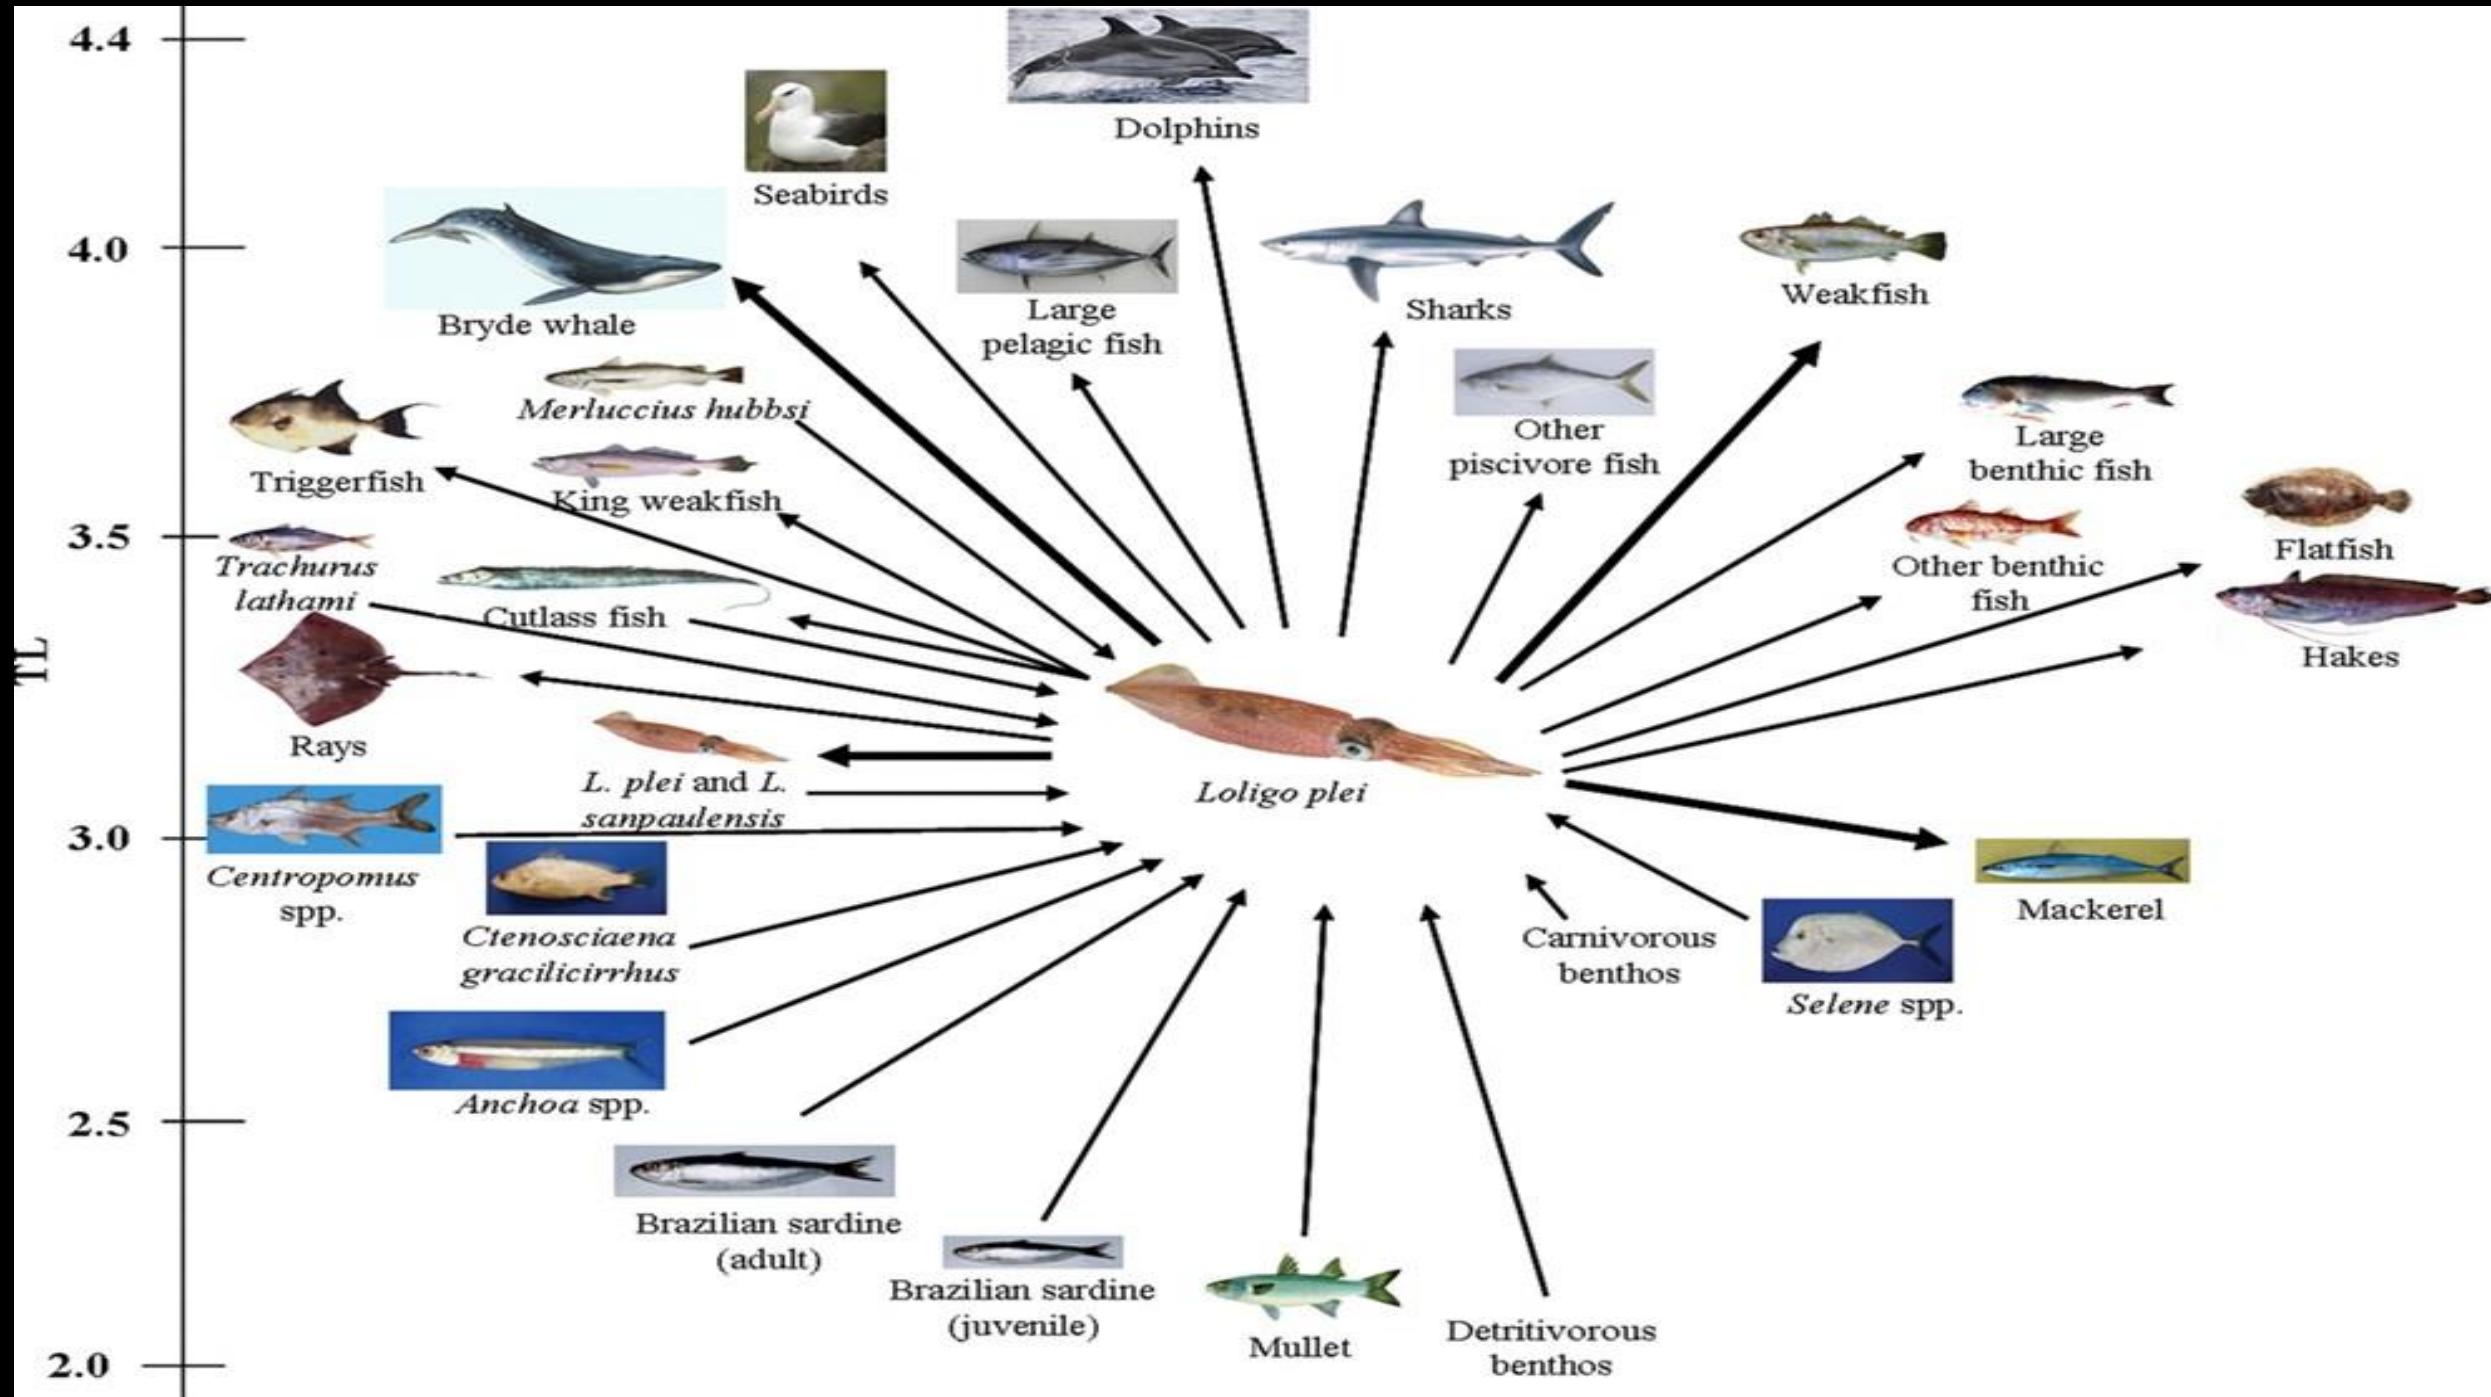 4.4
Dolphins
Seabirds
4.0
Large
pelagic fish
Sharks
Weakfish
Bryde whale
Merluccius hubbsi
Other
piscivore fish
Large
benthic fish
Triggerfish
King weakfish
3.5
Trachurus
lathami
Cutlass fish
Other benthic
fish
Flatfish
Hakes
TL
Rays
L. plei and L.
sanpaulensis
Loligo plei
3.0
Centropomus
spp.
Ctenosciaena
gracilicirrhus
Carnivorous
benthos
Mackerel
Selene spp.
Anchoa spp.
2.5
Brazilian sardine
(adult)
Brazilian sardine
(juvenile)
Mullet
Detritivorous
benthos
2.0